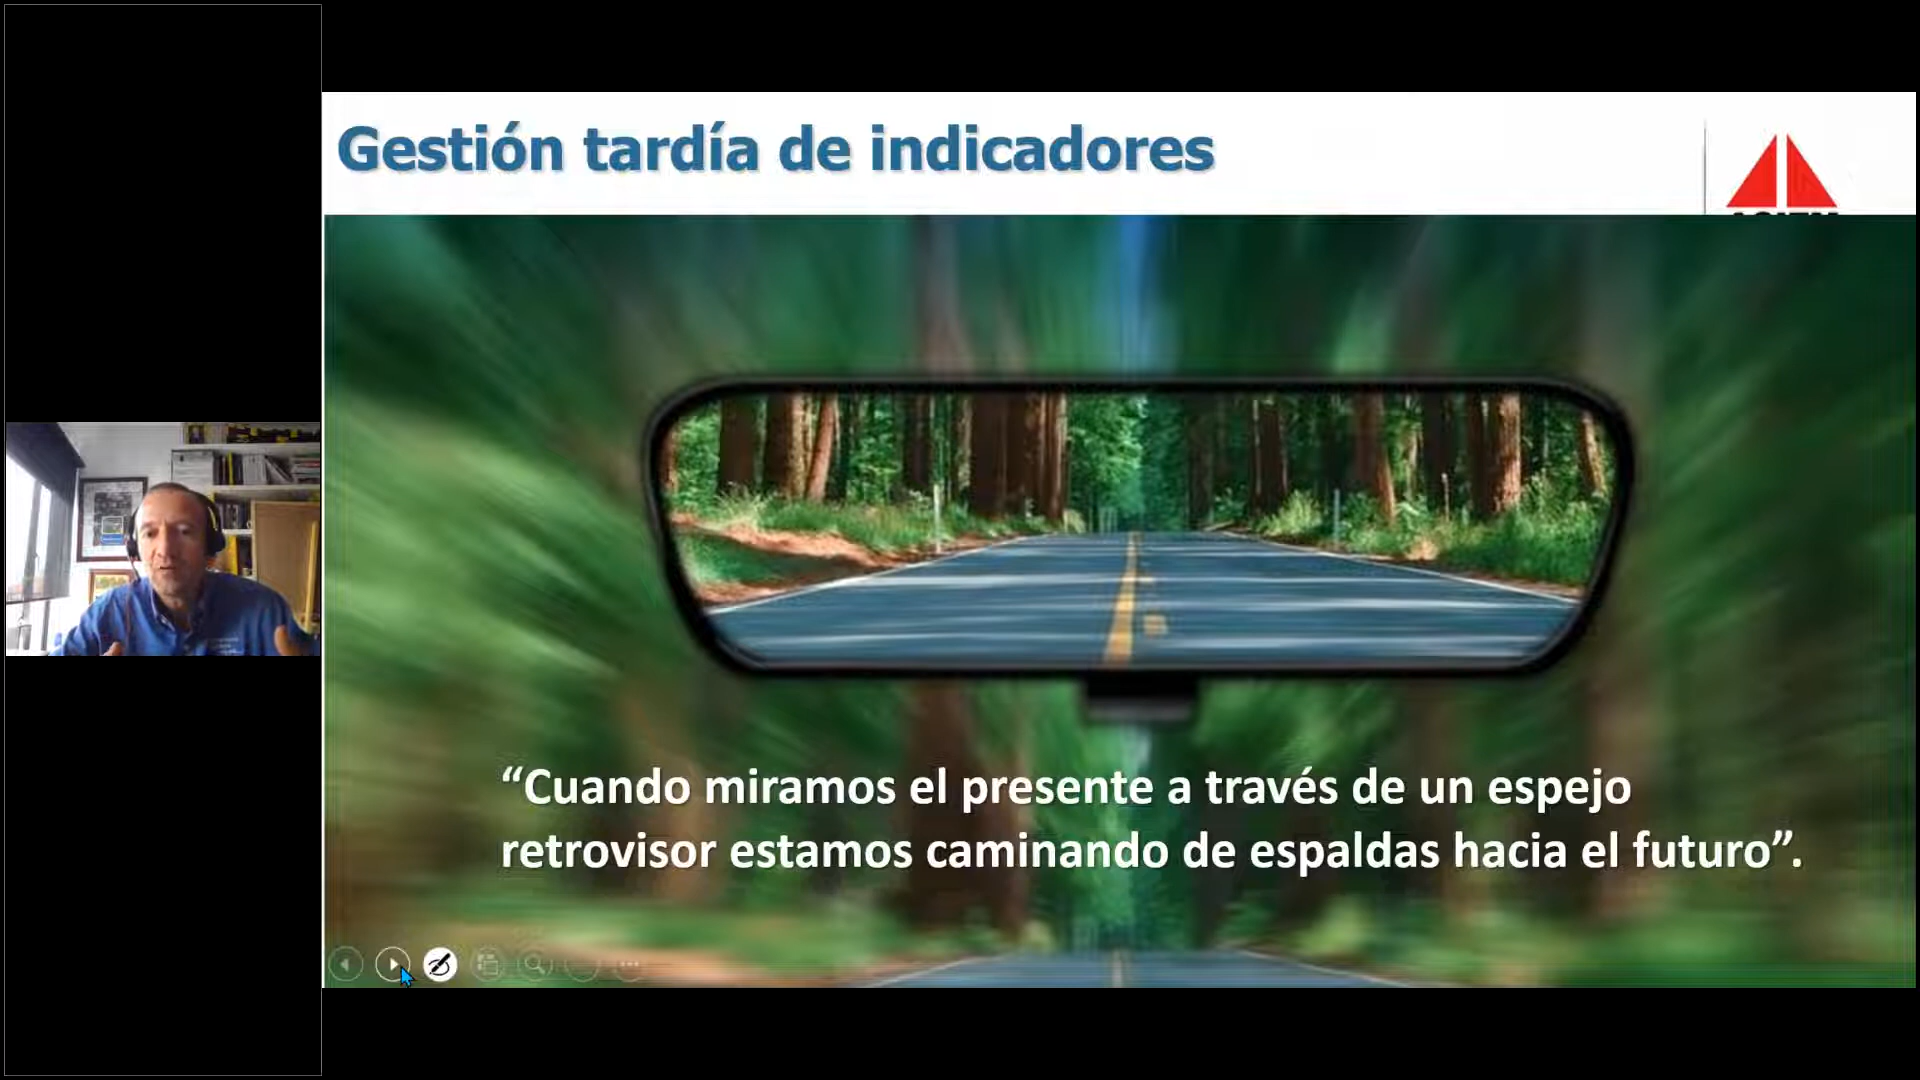 Gestión tardía de indicadores
“Cuando miramos el presente a través de un espejo
retrovisor estamos caminando de espaldas hacia el futuro”.